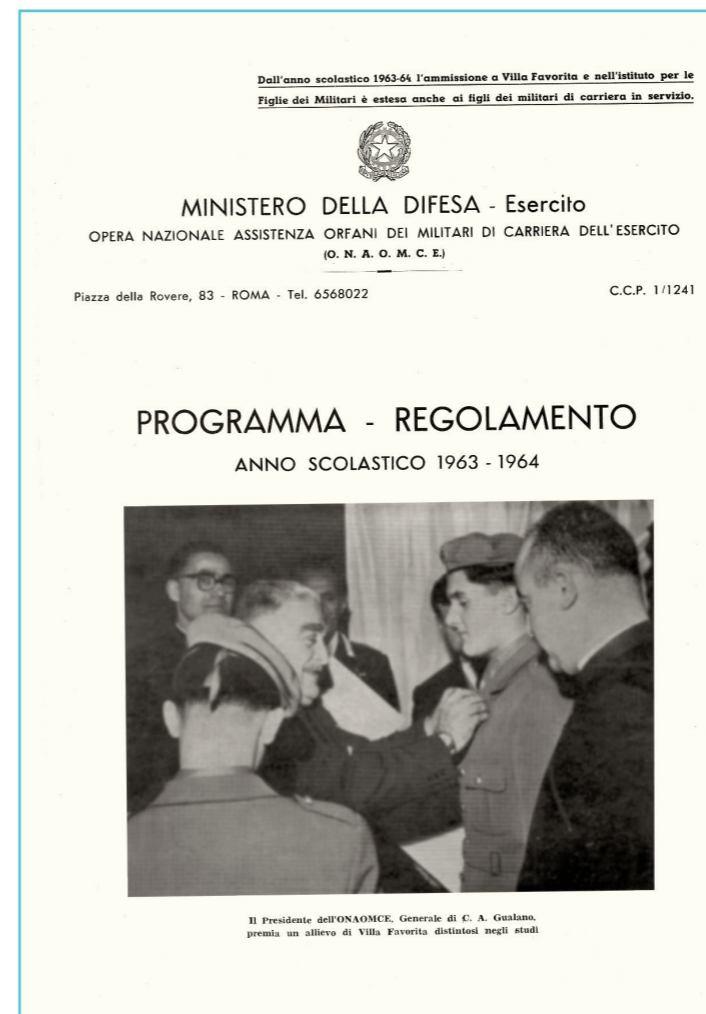 Dall'anno scolastico 1963-64 l'ammissione a Villa Favorita e nell'istituto per le
Figlie dei Militari è estesa anche ai figli dei militari di carriera in servizio.
MINISTERO DELLA DIFESA - Esercito
OPERA NAZIONALE ASSISTENZA ORFANI DEI MILITARI DI CARRIERA DELL'ESERCITO
(O. N. A. O. M. C. E.)
Piazza della Rovere, 83 - ROMA - Tel. 6568022 C.C.P. 1/1241
PROGRAMMA - REGOLAMENTO
ANNO SCOLASTICO 1963 - 1964
Il Presidente dell'ONAOMCE, Generale di C. A. Gualano,
premia un allievo di Villa Favorita distintosi negli studi